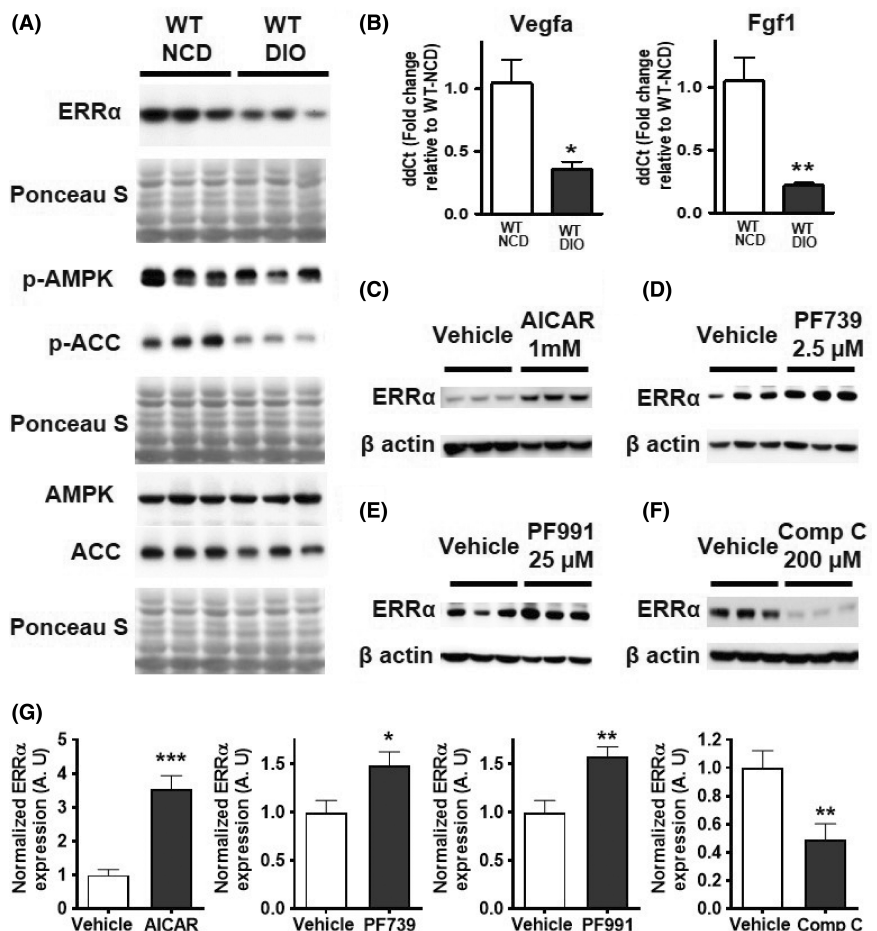 (A)
WT WT
NCD DIO
ERRα
Ponceau S
p-AMPK
p-ACC
Ponceau S
AMPK
ACC
Ponceau S
(B)
Vegfa
ddCt (Fold change
relative to WT-NCD)
1.0
0.5
0.0
*
WT WT
NCD DIO
Fgf1
ddCt (Fold change
relative to WT-NCD)
1.0
0.5
0.0
**
WT WT
NCD DIO
(C)
Vehicle AICAR
1mM
ERRα
β actin
(D)
Vehicle PF739
2.5 µM
ERRα
β actin
(E)
Vehicle PF991
25 µM
ERRα
β actin
(F)
Vehicle Comp C
200 µM
ERRα
β actin
(G)
Normalized ERRα
expression (A. U)
5
4
3
2
1
0
***
Vehicle AICAR
Normalized ERRα
expression (A. U)
1.5
1.0
0.5
0.0
*
Vehicle PF739
Normalized ERRα
expression (A. U)
1.5
1.0
0.5
0.0
**
Vehicle PF991
Normalized ERRα
expression (A. U)
1.2
1.0
0.8
0.6
0.4
0.2
0.0
**
Vehicle Comp C